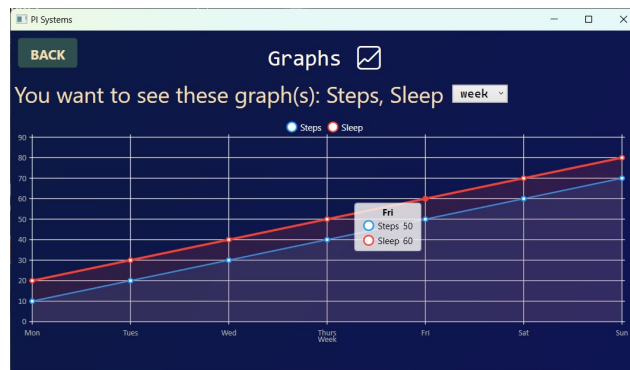 PI Systems
BACK
Graphs
You want to see these graph(s): Steps, Sleep week
Steps Sleep
90
80
70
60
50
40
30
20
10
0
Fri
Steps 50
Sleep 60
Mon Tues Wed Thurs Fri Sat Sun
Week